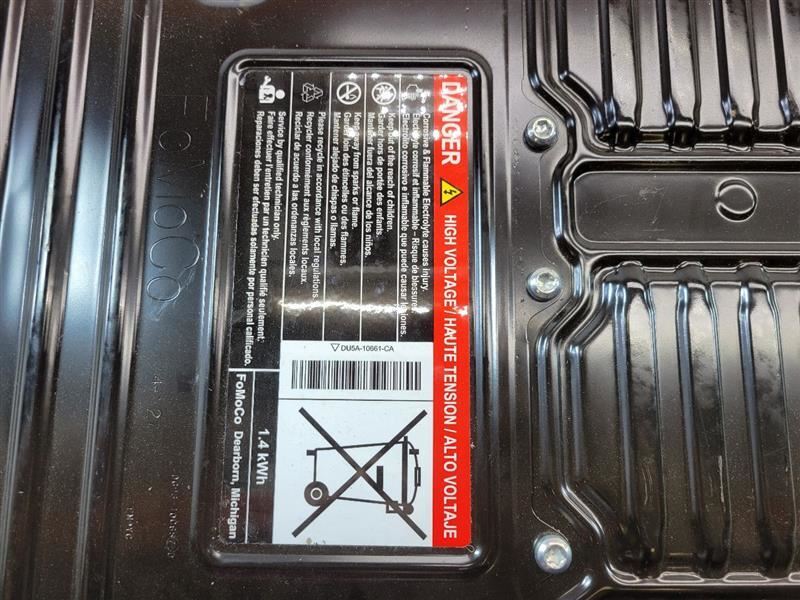 DANGER HIGH VOLTAGE / HAUTE TENSION / ALTO VOLTAJE
Corrosive & Flammable Electrolyte causes injury.
Electrolyte corrosif et inflammable – Risque de blessures
Electrolito corrosivo e inflamable que puede causar lesiones.
Keep out of the reach of children.
Garder hors de portée des enfants.
Mantener fuera del alcance de los niños.
Keep away from sparks or flame.
Garder loin des étincelles ou des flammes.
Mantener alejado de chispas o llamas.
Please recycle in accordance with local regulations.
Recycler conformément aux règlements locaux.
Reciclar de acuerdo a las ordenanzas locales.
Service by qualified technician only.
Faire effectuer l'entretien par un technicien qualifié seulement.
Reparaciones deben ser efectuadas solamente por personal calificado.
DU5A-10661-CA
1.4 kWh
FoMoCo Dearborn, Michigan
FoMoCo